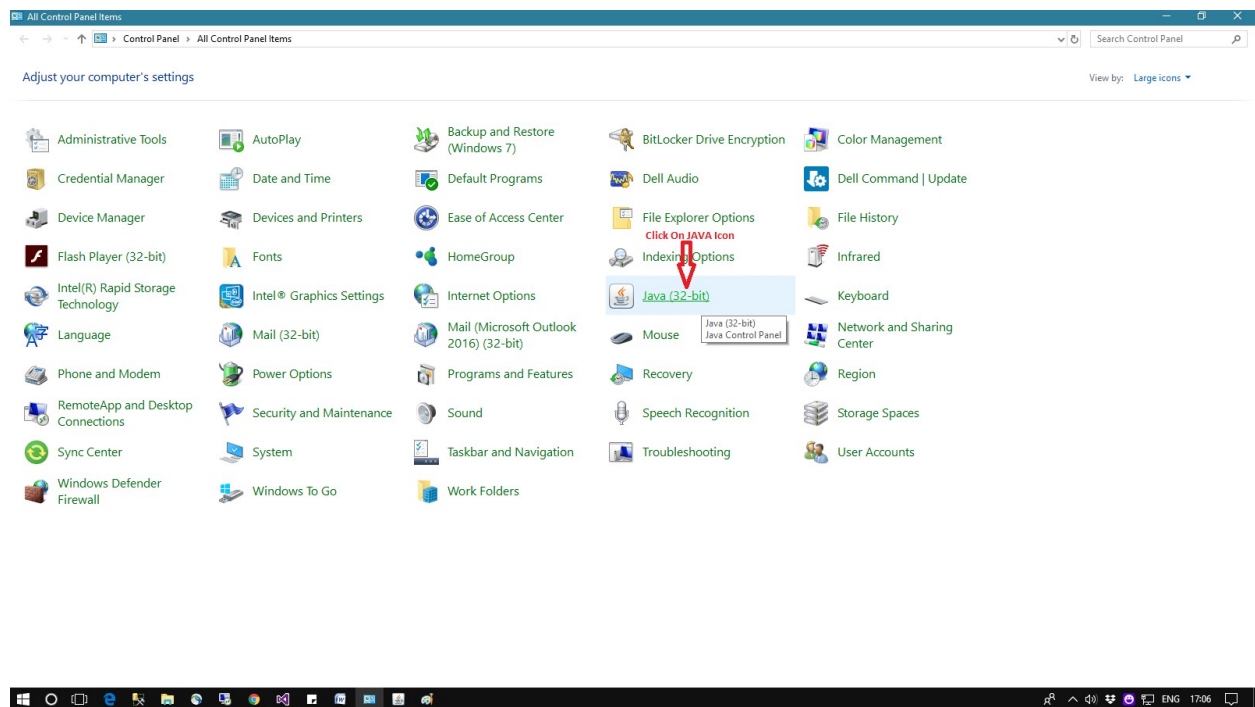 All Control Panel Items
Control Panel > All Control Panel Items
Search Control Panel
Adjust your computer's settings
View by: Large icons
Administrative Tools
AutoPlay
Backup and Restore
(Windows 7)
BitLocker Drive Encryption
Color Management
Credential Manager
Date and Time
Default Programs
Dell Audio
Dell Command | Update
Device Manager
Devices and Printers
Ease of Access Center
File Explorer Options
File History
Click On JAVA Icon
Flash Player (32-bit)
Fonts
HomeGroup
Indexing Options
Infrared
Intel(R) Rapid Storage
Technology
Intel® Graphics Settings
Internet Options
Java (32-bit)
Keyboard
Java (32-bit)
Java Control Panel
Language
Mail (32-bit)
Mail (Microsoft Outlook
2016) (32-bit)
Mouse
Network and Sharing
Center
Phone and Modem
Power Options
Programs and Features
Recovery
Region
RemoteApp and Desktop
Connections
Security and Maintenance
Sound
Speech Recognition
Storage Spaces
Sync Center
System
Taskbar and Navigation
Troubleshooting
User Accounts
Windows Defender
Firewall
Windows To Go
Work Folders
ENG 17:06